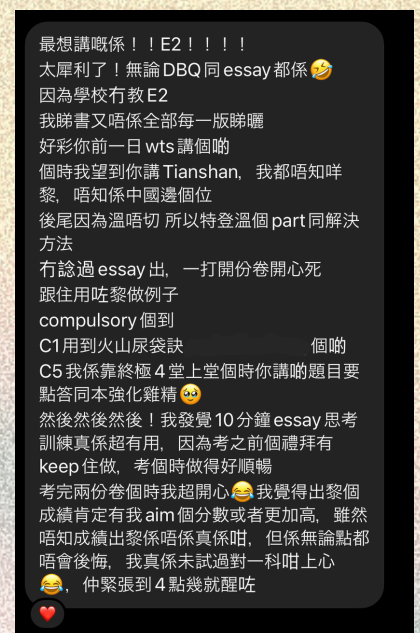 最想講嘅係！！E2！！！！
太犀利了！無論DBQ同essay都係🤣
因為學校冇教E2
我睇書又唔係全部每一版睇曬
好彩你前一日wts講個啲
個時我望到你講Tianshan，我都唔知咩
黎，唔知係中國邊個位
後尾因為溫唔切 所以特登溫個part同解決
方法
冇諗過essay出，一打開份卷開心死
跟住用咗黎做例子
compulsory個到
C1用到火山尿袋訣 個啲
C5我係靠終極4堂上堂個時你講啲題目要
點答同本強化雞精🥹
然後然後然後！我發覺10分鐘essay思考
訓練真係超有用，因為考之前個禮拜有
keep住做，考個時做得好順暢
考完兩份卷個時我超開心😂我覺得出黎個
成績肯定有我aim個分數或者更加高，雖然
唔知成績出黎係唔係真係咁，但係無論點都
唔會後悔，我真係未試過對一科咁上心
😂，仲緊張到4點幾就醒咗
❤️